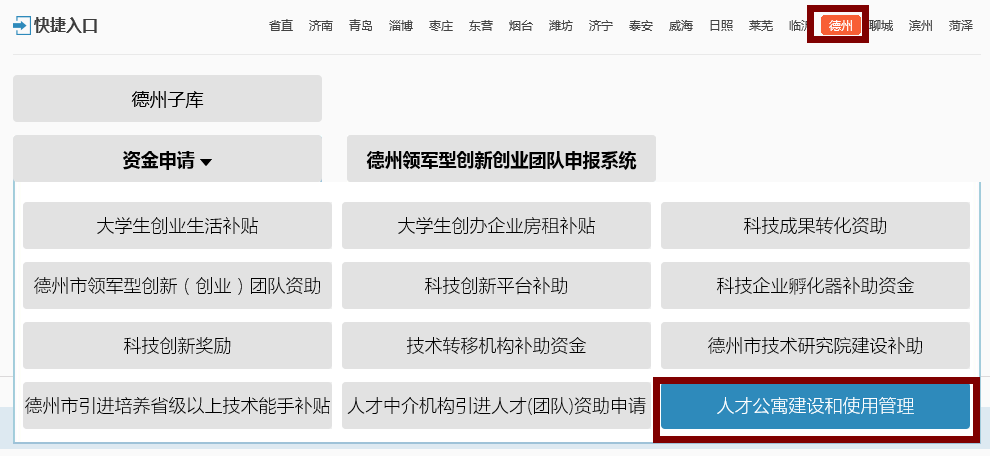 快捷入口 省直 济南 青岛 淄博 枣庄 东营 烟台 潍坊 济宁 泰安 威海 日照 莱芜 临沂 德州 聊城 滨州 菏泽
德州子库
资金申请 德州领军型创新创业团队申报系统
大学生创业生活补贴 大学生创办企业房租补贴 科技成果转化资助
德州市领军型创新（创业）团队资助 科技创新平台补助 科技企业孵化器补助资金
科技创新奖励 技术转移机构补助资金 德州市技术研究院建设补助
德州市引进培养省级以上技术能手补贴 人才中介机构引进人才(团队)资助申请 人才公寓建设和使用管理